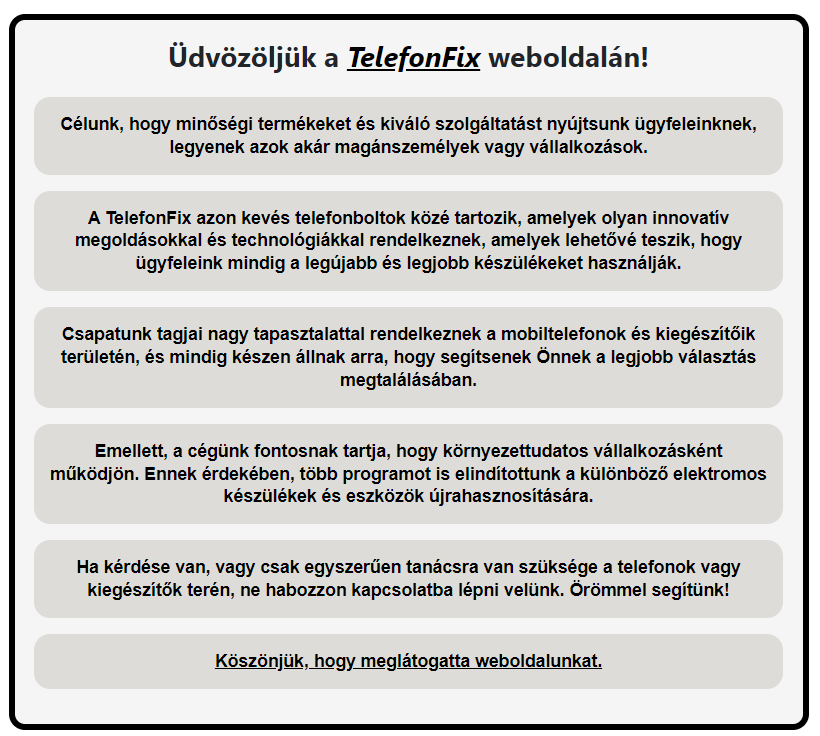 Üdvözöljük a TelefonFix weboldalán!
Célunk, hogy minőségi termékeket és kiváló szolgáltatást nyújtsunk ügyfeleinknek,
legyenek azok akár magánszemélyek vagy vállalkozások.
A TelefonFix azon kevés telefonboltok közé tartozik, amelyek olyan innovatív
megoldásokkal és technológiákkal rendelkeznek, amelyek lehetővé teszik, hogy
ügyfeleink mindig a legújabb és legjobb készülékeket használják.
Csapatunk tagjai nagy tapasztalattal rendelkeznek a mobiltelefonok és kiegészítőik
területén, és mindig készen állnak arra, hogy segítsenek Önnek a legjobb választás
megtalálásában.
Emellett, a cégünk fontosnak tartja, hogy környezettudatos vállalkozásként
működjön. Ennek érdekében, több programot is elindítottunk a különböző elektromos
készülékek és eszközök újrahasznosítására.
Ha kérdése van, vagy csak egyszerűen tanácsra van szüksége a telefonok vagy
kiegészítők terén, ne habozzon kapcsolatba lépni velünk. Örömmel segítünk!
Köszönjük, hogy meglátogatta weboldalunkat.